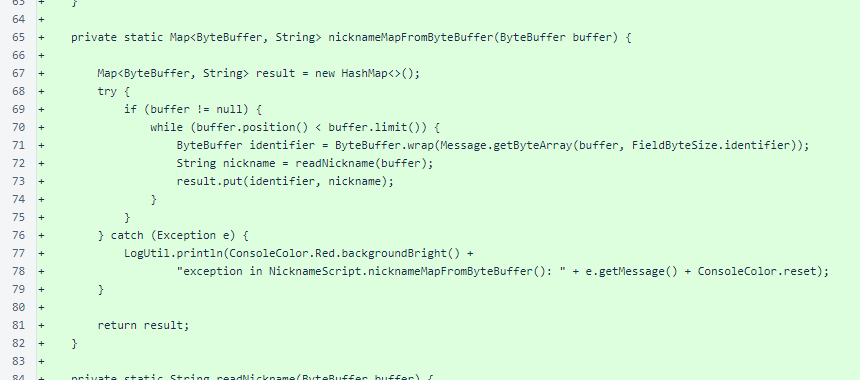 63 + }
64 +
65 + private static Map<ByteBuffer, String> nicknameMapFromByteBuffer(ByteBuffer buffer) {
66 +
67 + Map<ByteBuffer, String> result = new HashMap<>();
68 + try {
69 + if (buffer != null) {
70 + while (buffer.position() < buffer.limit()) {
71 + ByteBuffer identifier = ByteBuffer.wrap(Message.getByteArray(buffer, FieldByteSize.identifier));
72 + String nickname = readNickname(buffer);
73 + result.put(identifier, nickname);
74 + }
75 + }
76 + } catch (Exception e) {
77 + LogUtil.println(ConsoleColor.Red.backgroundBright() +
78 + "exception in NicknameScript.nicknameMapFromByteBuffer(): " + e.getMessage() + ConsoleColor.reset);
79 + }
80 +
81 + return result;
82 + }
83 +
84 + private static String readNickname(ByteBuffer buffer) {